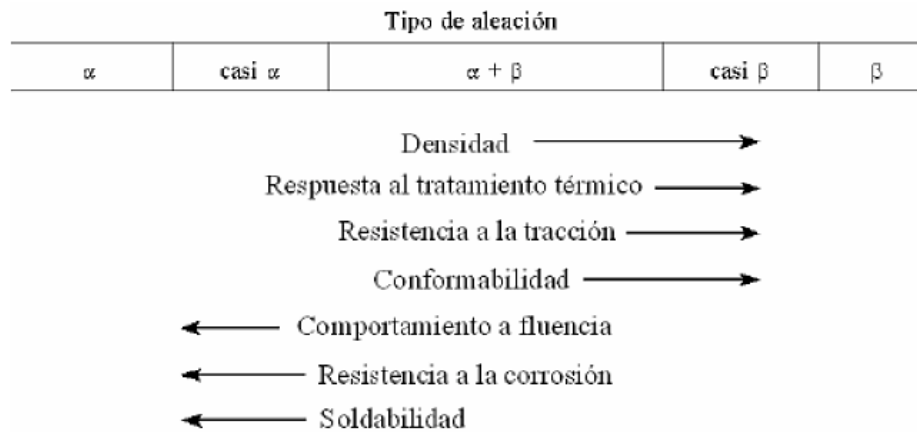 Tipo de aleación
α casi α α + β casi β β
Densidad
Respuesta al tratamiento térmico
Resistencia a la tracción
Conformabilidad
Comportamiento a fluencia
Resistencia a la corrosión
Soldabilidad